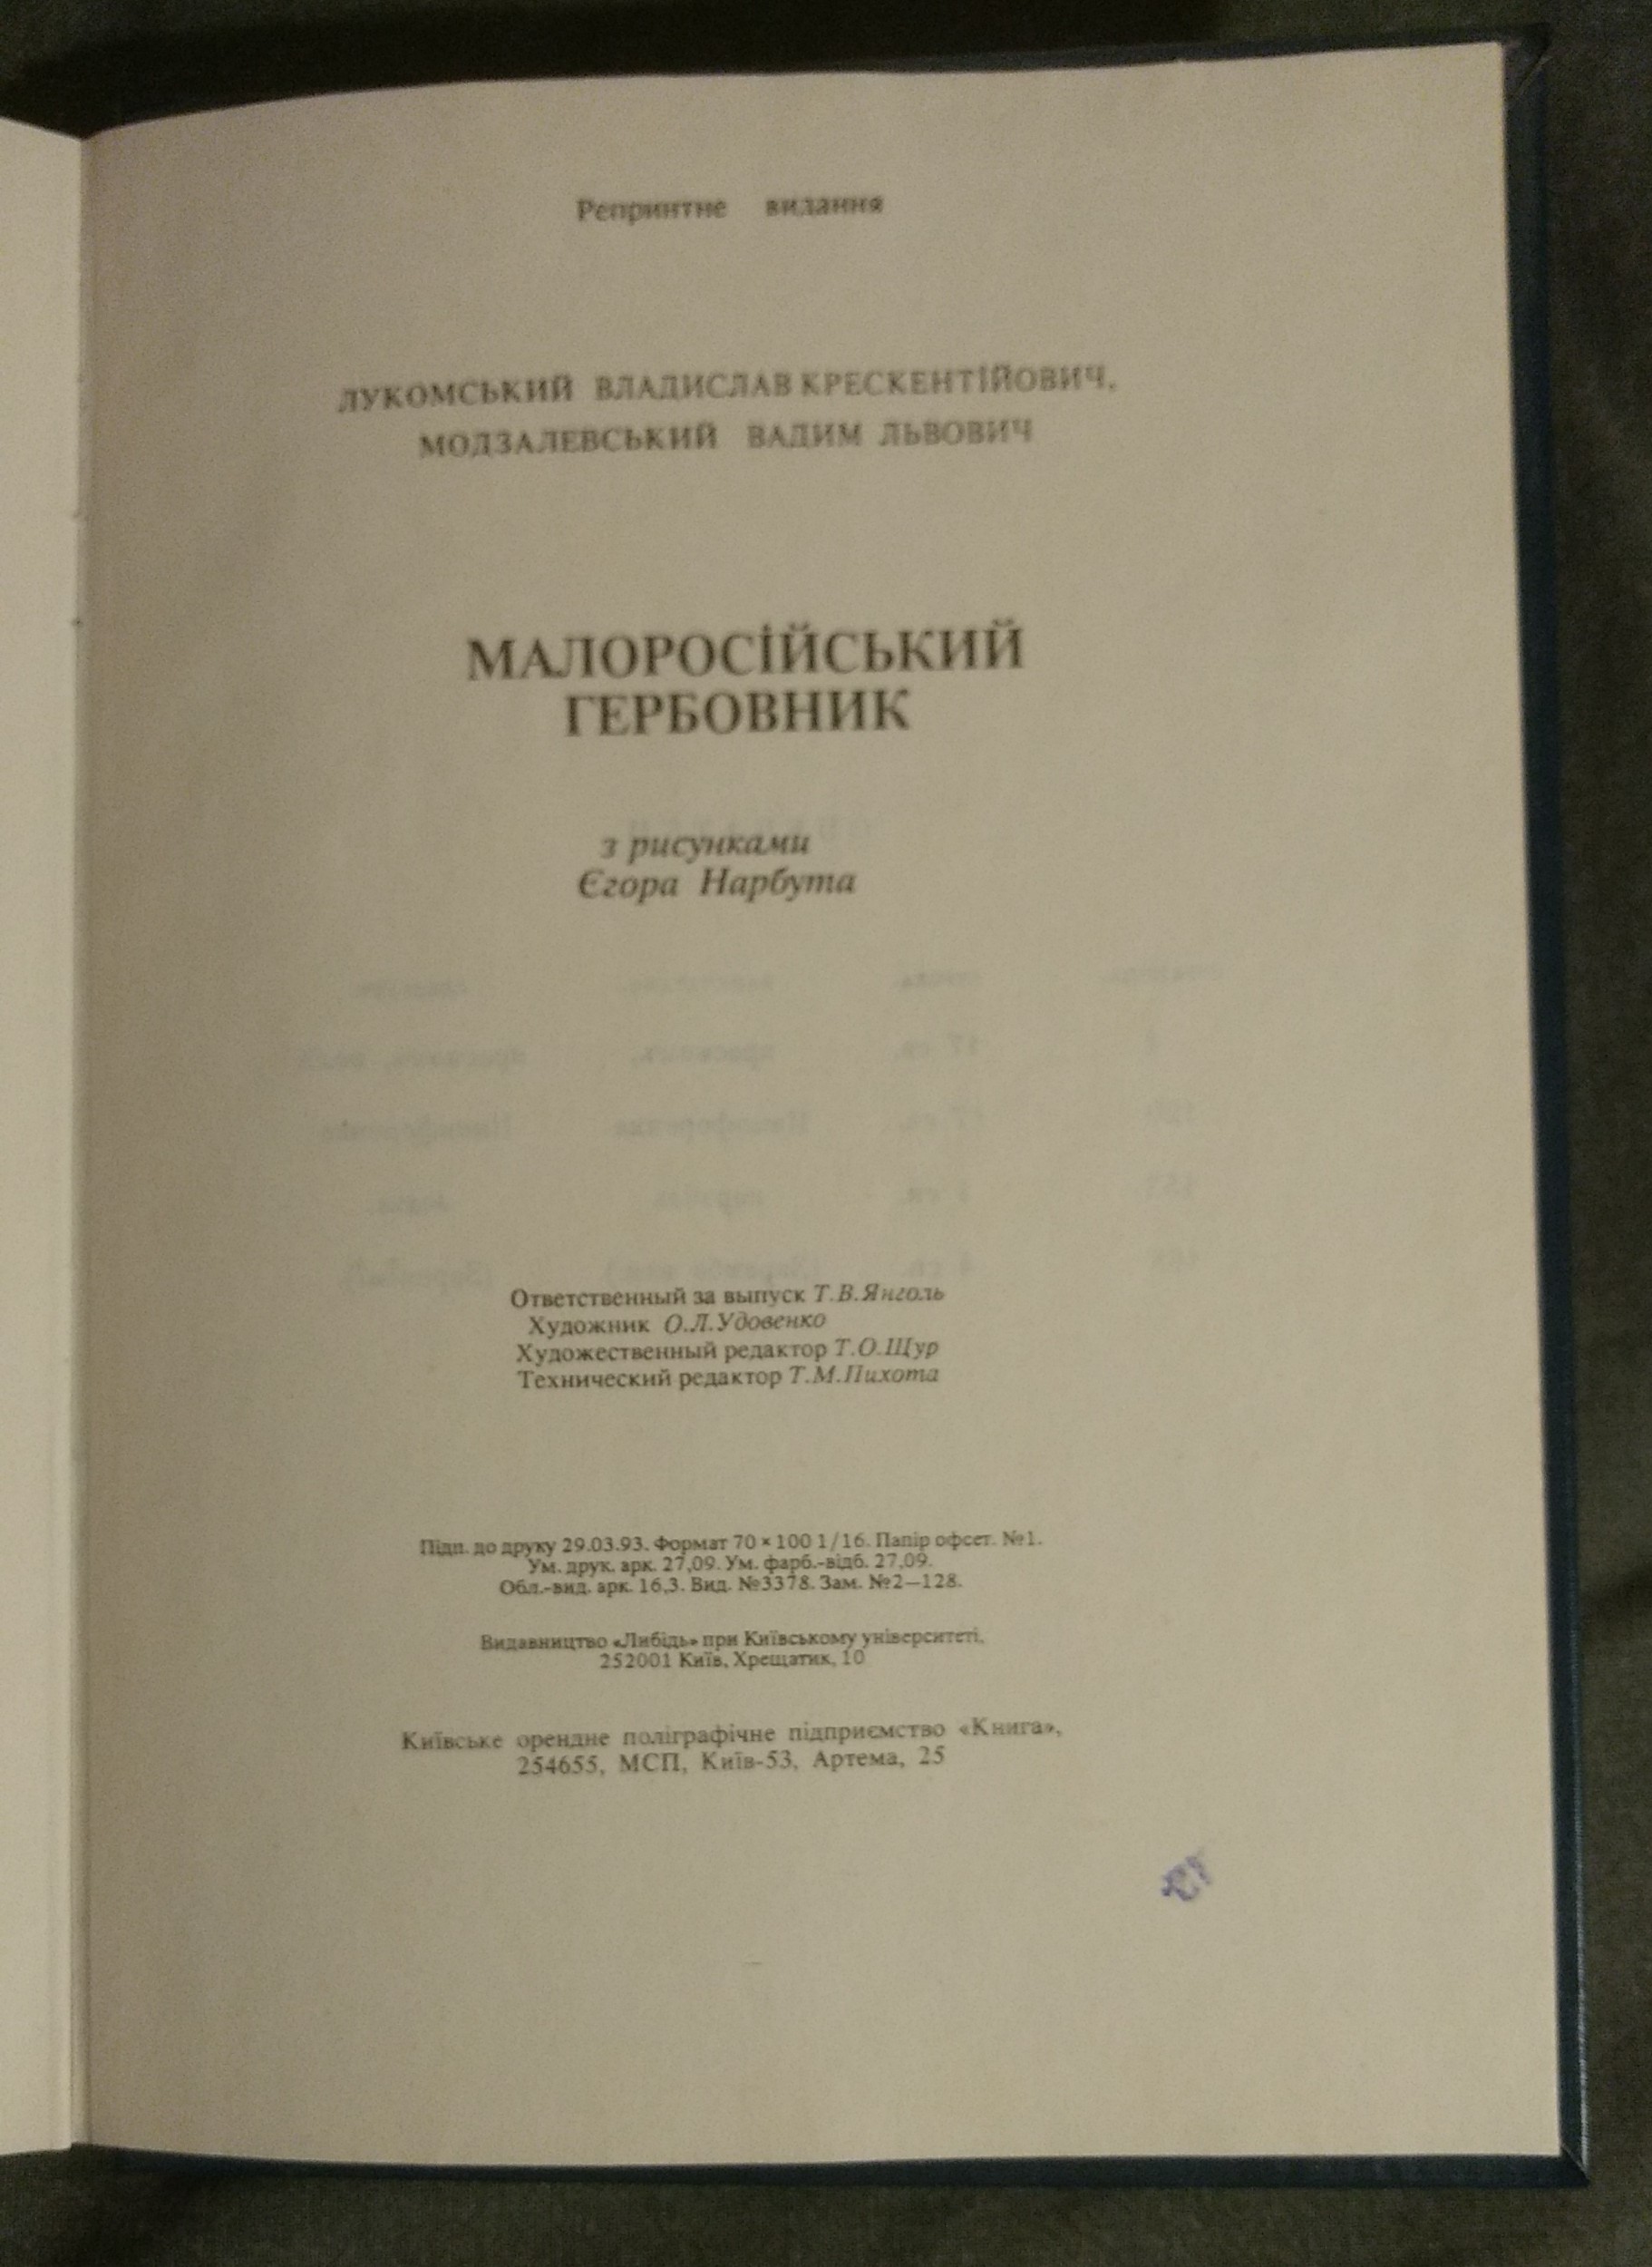 Репринтне видання
ЛУКОМСЬКИЙ ВЛАДИСЛАВ КРЕСКЕНТІЙОВИЧ,
МОДЗАЛЕВСЬКИЙ ВАДИМ ЛЬВОВИЧ
МАЛОРОСІЙСЬКИЙ
ГЕРБОВНИК
з рисунками
Єгора Нарбута
Ответственный за выпуск Т.В.Янголь
Художник О.Л.Удовенко
Художественный редактор Т.О.Щур
Технический редактор Т.М.Пихота
Підп. до друку 29.03.93. Формат 70×100 1/16. Папір офсет. №1.
Ум. друк. арк. 27,09. Ум. фарб.-відб. 27,09.
Обл.-вид. арк. 16,3. Вид. №3378. Зам. №2—128.
Видавництво «Либідь» при Київському університеті,
252001 Київ, Хрещатик, 10
Київське орендне поліграфічне підприємство «Книга»,
254655, МСП, Київ-53, Артема, 25